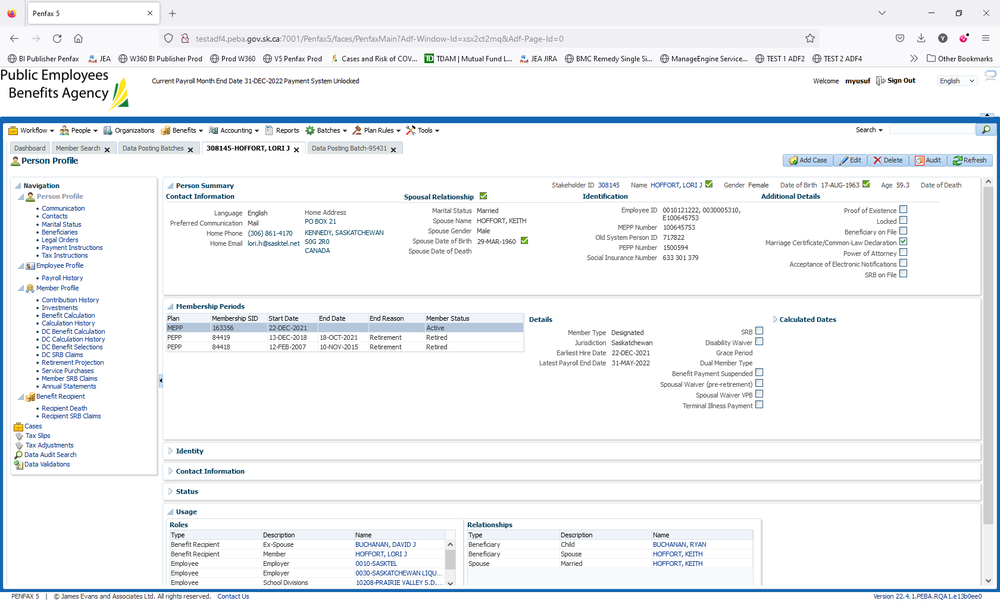 Penfax 5
testadf4.peba.gov.sk.ca:7001/Penfax5/faces/PenfaxMain?Adf-Window-Id=xsx2ct2mq&Adf-Page-Id=0
BI Publisher Penfax JEA W360 BI Publisher Prod Prod W360 V5 Penfax Prod Cases and Risk of COV... TDAM | Mutual Fund L... JEA JIRA BMC Remedy Single Si... ManageEngine Service... TEST 1 ADF2 TEST 2 ADF4 Other Bookmarks
Public Employees
Benefits Agency
Current Payroll Month End Date 31-DEC-2022 Payment System Unlocked
Welcome myusuf Sign Out English
Workflow People Organizations Benefits Accounting Reports Batches Plan Rules Tools Search
Dashboard Member Search Data Posting Batches 308145-HOFFORT, LORI J Data Posting Batch-95431
Person Profile
Add Case Edit Delete Audit Refresh
Navigation
Person Profile
Communication
Contacts
Marital Status
Beneficiaries
Legal Orders
Payment Instructions
Tax Instructions
Employee Profile
Payroll History
Member Profile
Contribution History
Investments
Benefit Calculation
Calculation History
DC Benefit Calculation
DC Calculation History
DC Benefit Selections
DC SRB Claims
Retirement Projection
Service Purchases
Member SRB Claims
Annual Statements
Benefit Recipient
Recipient Death
Recipient SRB Claims
Cases
Tax Slips
Tax Adjustments
Data Audit Search
Data Validations
Person Summary
Stakeholder ID 308145 Name HOFFORT, LORI J Gender Female Date of Birth 17-AUG-1963 Age 59.3 Date of Death
Contact Information
Language English
Preferred Communication Mail
Home Phone (306) 861-4170
Home Email lori.h@sasktel.net
Home Address
PO BOX 21
KENNEDY, SASKATCHEWAN
S0G 2R0
CANADA
Spousal Relationship
Marital Status Married
Spouse Name HOFFORT, KEITH
Spouse Gender Male
Spouse Date of Birth 29-MAR-1960
Spouse Date of Death
Identification
Employee ID 0010121222, 0030005310,
E100645753
MEPP Number 100645753
Old System Person ID 717822
PEPP Number 1500594
Social Insurance Number 633 301 379
Additional Details
Proof of Existence
Locked
Beneficiary on File
Marriage Certificate/Common-Law Declaration
Power of Attorney
Acceptance of Electronic Notifications
SRB on File
Membership Periods
Plan Membership SID Start Date End Date End Reason Member Status
MEPP 163356 22-DEC-2021 Active
PEPP 84419 13-DEC-2018 18-OCT-2021 Retirement Retired
PEPP 84418 12-FEB-2007 10-NOV-2015 Retirement Retired
Details
Member Type Designated
Jurisdiction Saskatchewan
Earliest Hire Date 22-DEC-2021
Latest Payroll End Date 31-MAY-2022
SRB
Disability Waiver
Grace Period
Dual Member Type
Benefit Payment Suspended
Spousal Waiver (pre-retirement)
Spousal Waiver VPB
Terminal Illness Payment
Calculated Dates
Identity
Contact Information
Status
Usage
Roles
Type Description Name
Benefit Recipient Ex-Spouse BUCHANAN, DAVID J
Benefit Recipient Member HOFFORT, LORI J
Employee Employer 0010-SASKTEL
Employee Employer 0030-SASKATCHEWAN LIQU...
Employee School Divisions 10208-PRAIRIE VALLEY S.D....
Relationships
Type Description Name
Beneficiary Child BUCHANAN, RYAN
Beneficiary Spouse HOFFORT, KEITH
Spouse Married HOFFORT, KEITH
PENFAX 5 | © James Evans and Associates Ltd. All rights reserved. Contact Us
Version 22.4.1.PEBA.RQA1.e13b0ee0